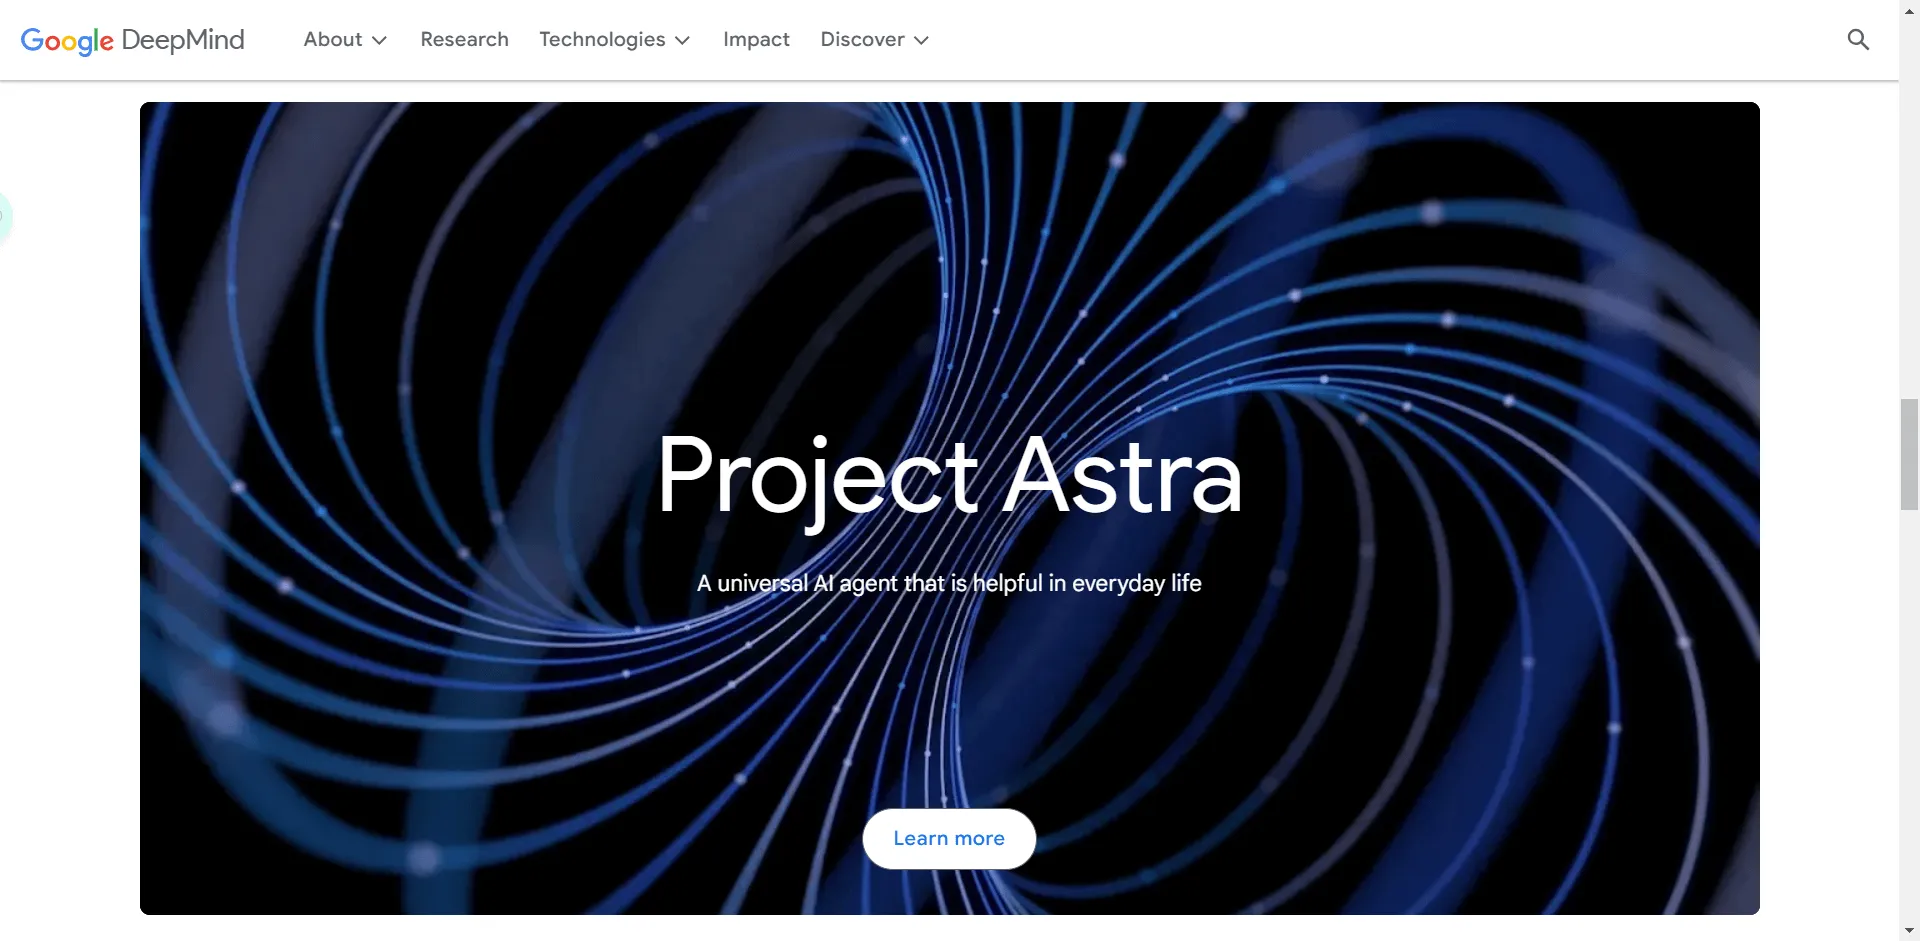 Google DeepMind
About
Research
Technologies
Impact
Discover
Project Astra
A universal AI agent that is helpful in everyday life
Learn more